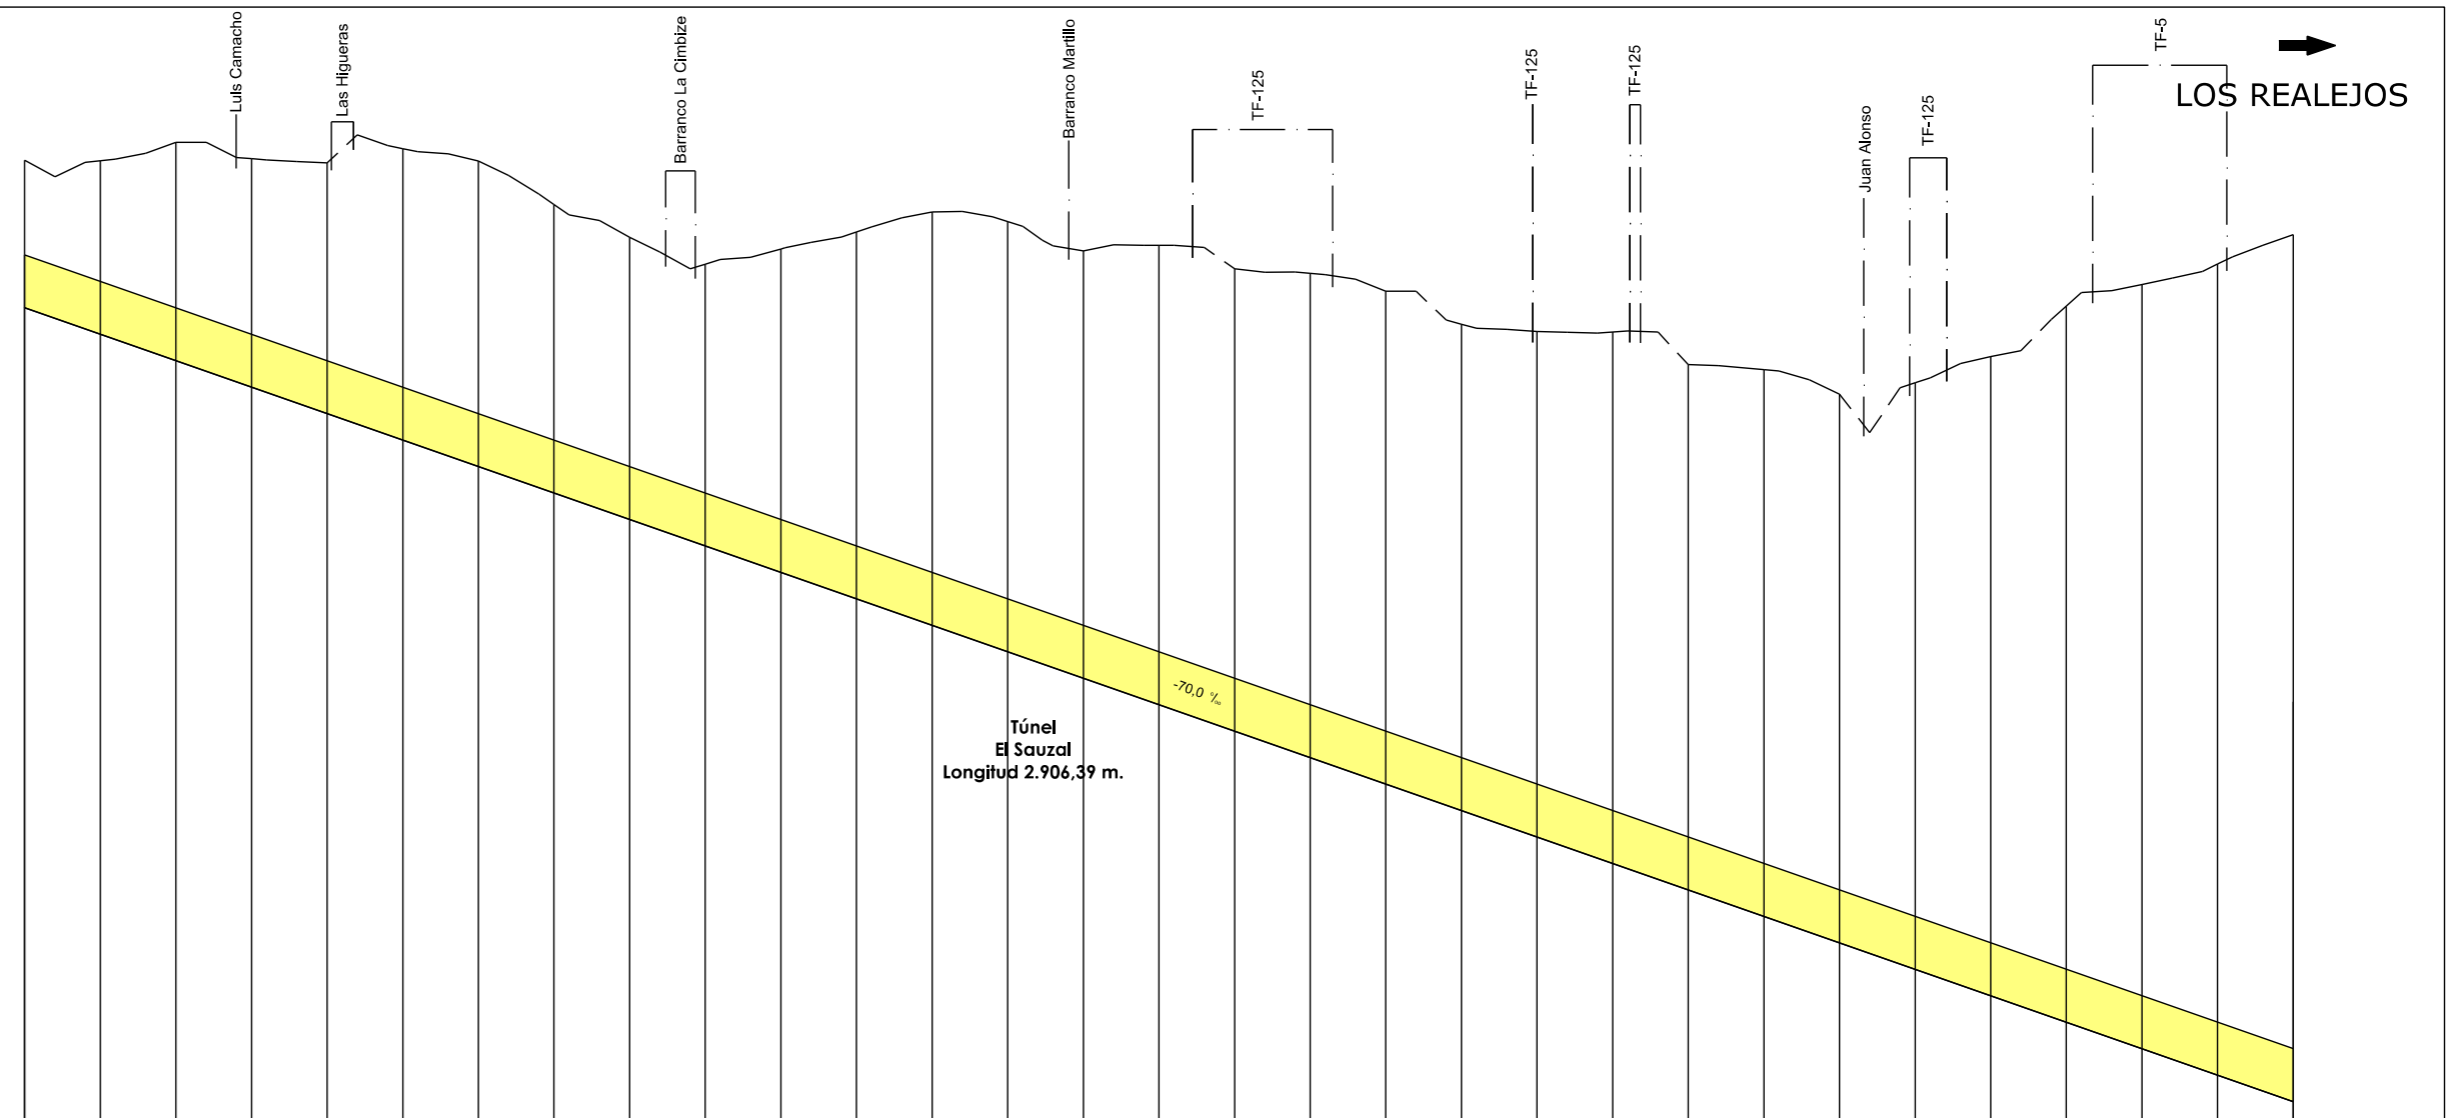 Luis Camacho
Las Higueras
Barranco La Cimbize
Barranco Martillo
TF-125
TF-125
TF-125
Juan Alonso
TF-125
TF-5
LOS REALEJOS
-70,0 ‰
Túnel
El Sauzal
Longitud 2.906,39 m.